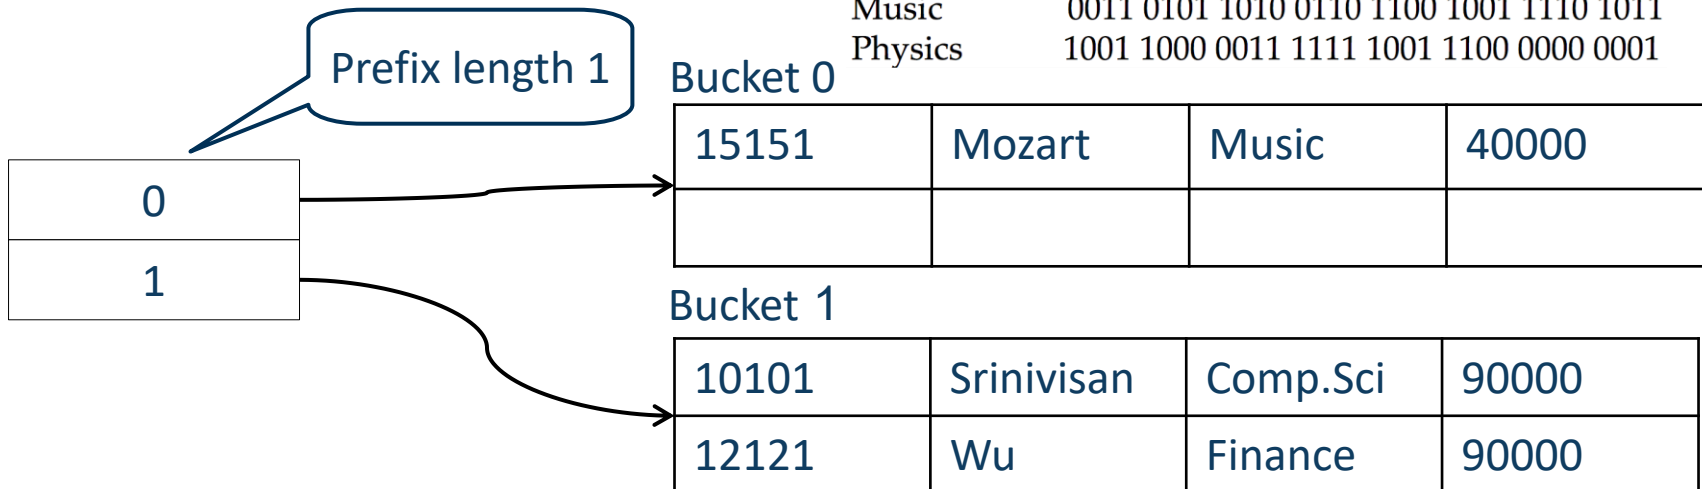 Music 0011 0101 1010 0110 1100 1001 1110 1011
Physics 1001 1000 0011 1111 1001 1100 0000 0001
Prefix length 1
Bucket 0
15151 Mozart Music 40000
0
1
Bucket 1
10101 Srinivisan Comp.Sci 90000
12121 Wu Finance 90000